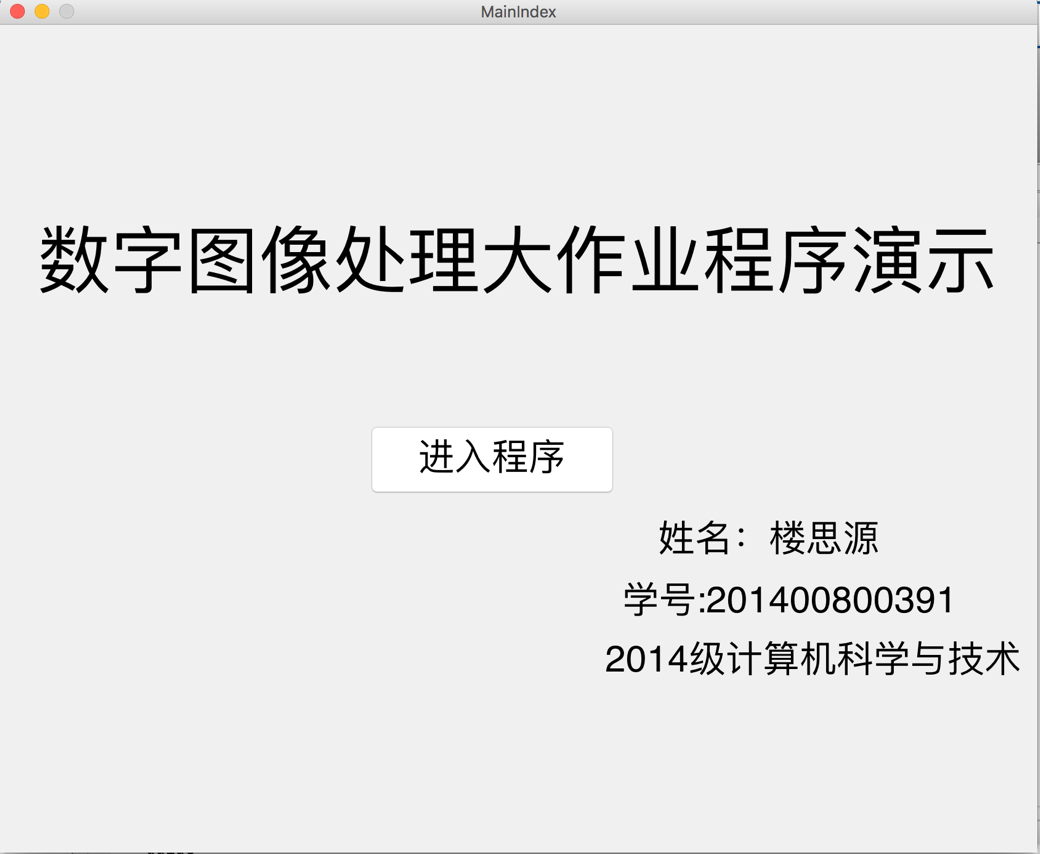 MainIndex
数字图像处理大作业程序演示
进入程序
姓名：楼思源
学号:201400800391
2014级计算机科学与技术